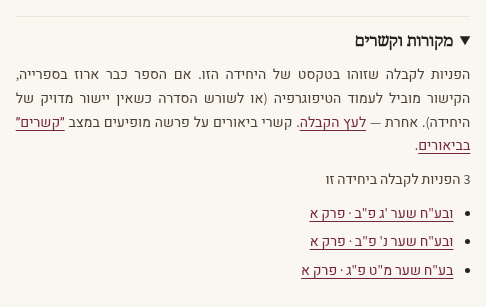 מקורות וקשרים
הפניות לקבלה שזוהו בטקסט של היחידה הזו. אם הספר כבר ארוז בספרייה,
הקישור מוביל לעמוד הטיפוגרפיה (או לשורש הסדרה כשאין יישור מדויק של
היחידה). אחרת — לעץ הקבלה. קשרי ביאורים על פרשה מופיעים במצב "קשרים"
בביאורים.
3 הפניות לקבלה ביחידה זו
ובע"ח שער 'ג פ"ב · פרק א
ובע"ח שער נ' פ"ב · פרק א
בע"ח שער מ"ט פ"ג · פרק א